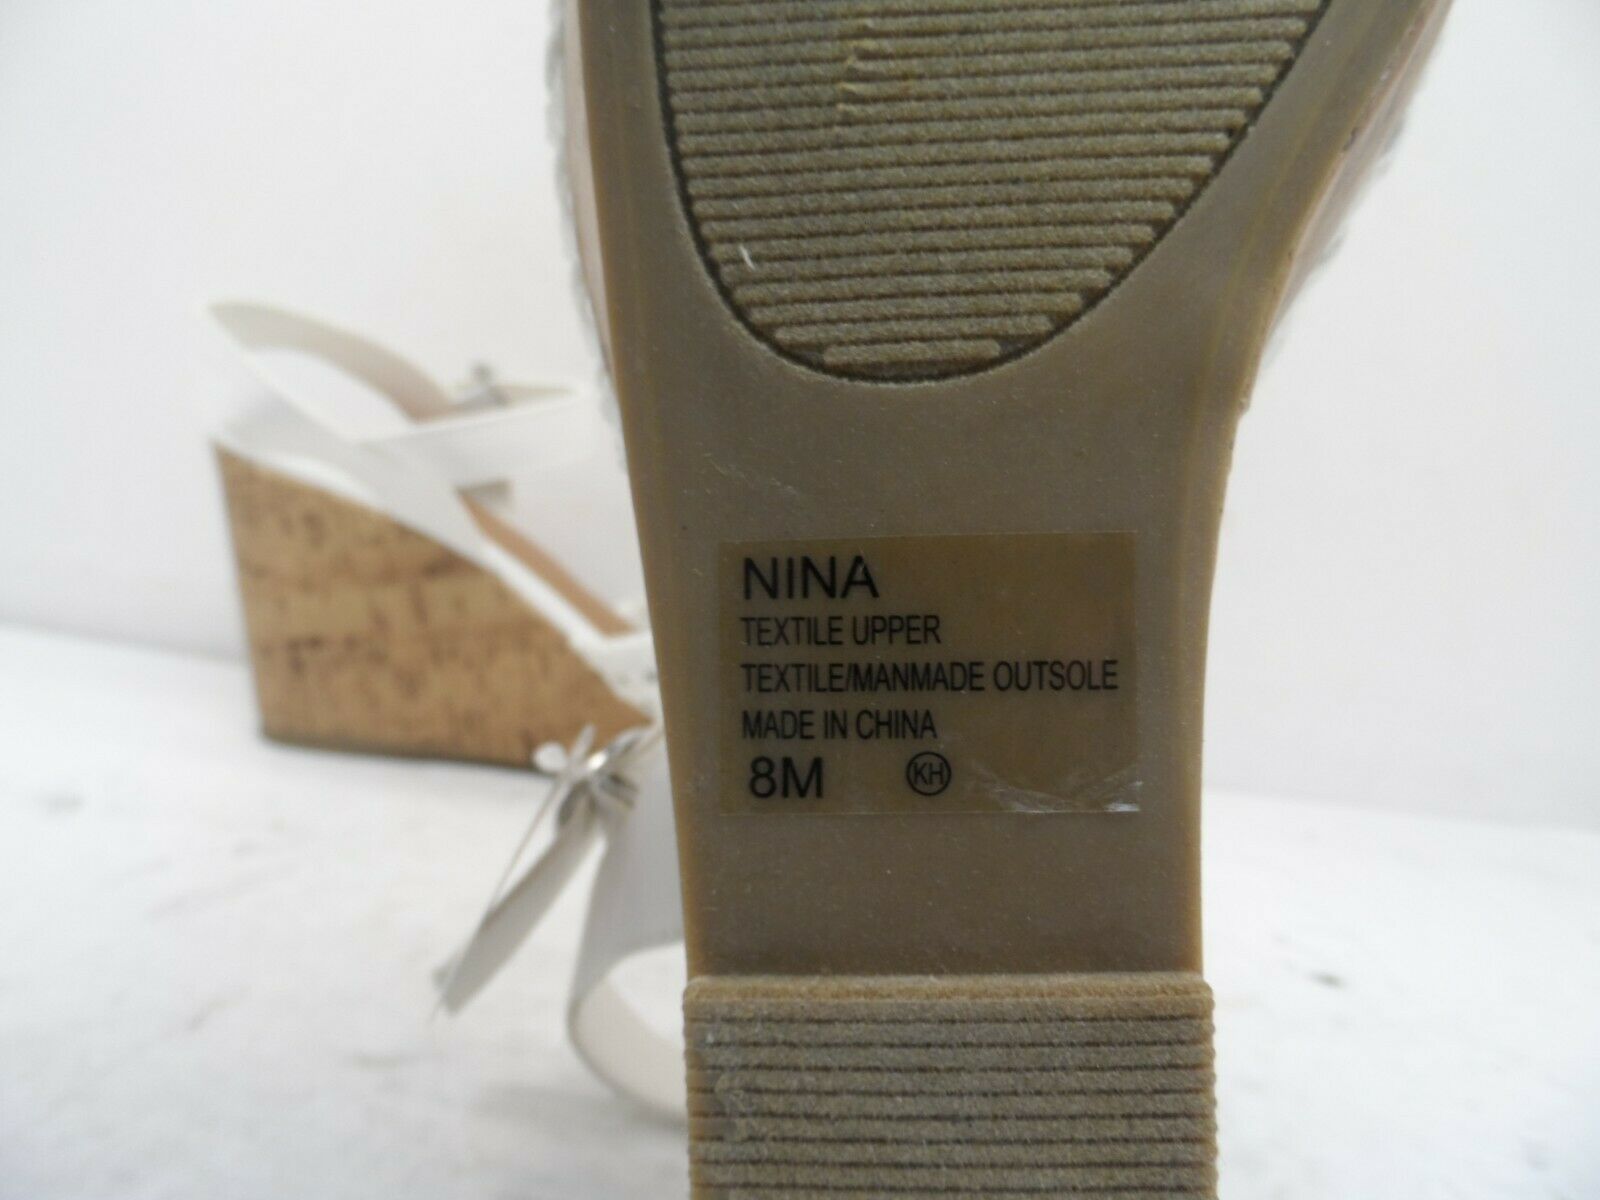 NINA
TEXTILE UPPER
TEXTILE/MANMADE OUTSOLE
MADE IN CHINA
8M KH